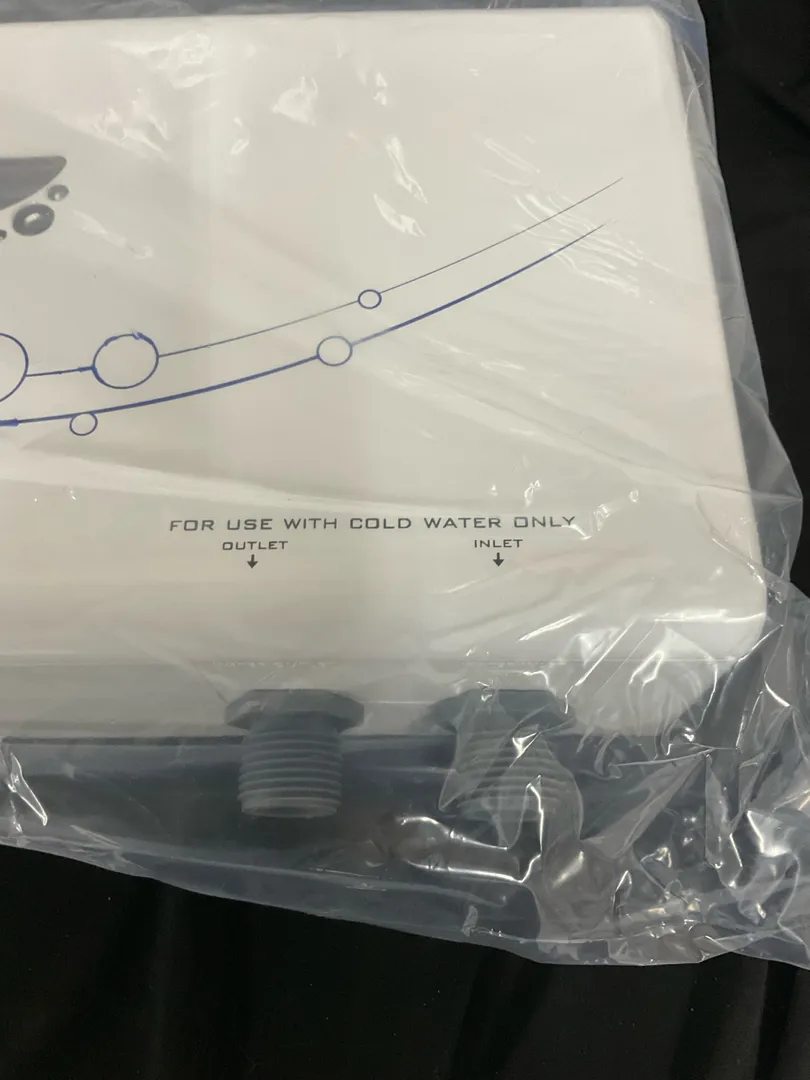 FOR USE WITH COLD WATER ONLY
OUTLET INLET